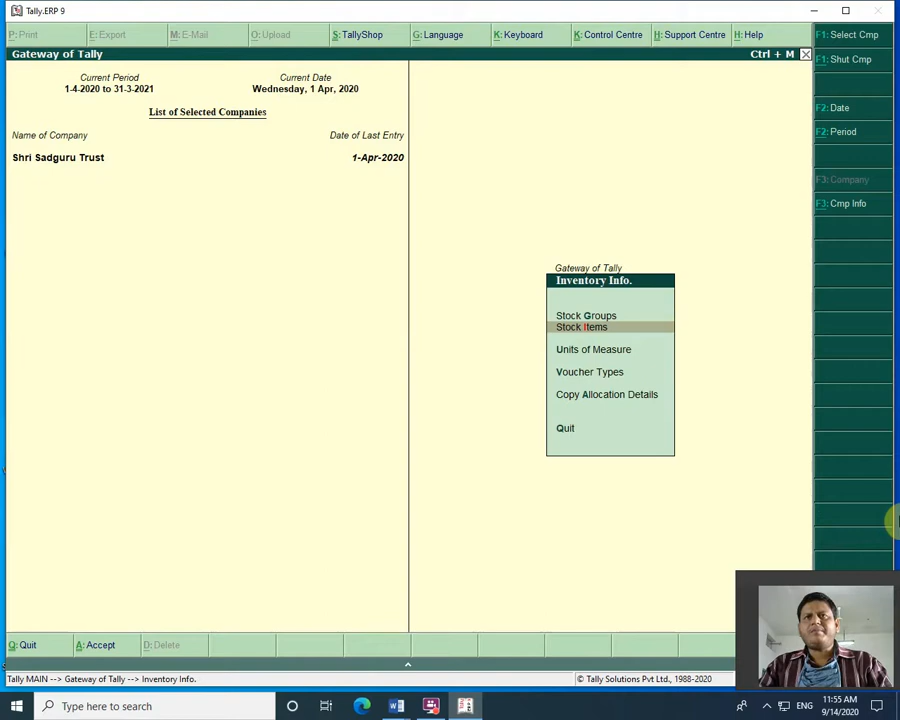 Tally.ERP 9
P: Print E: Export M: E-Mail O: Upload S: TallyShop G: Language K: Keyboard K: Control Centre H: Support Centre H: Help
F1: Select Cmp
Gateway of Tally Ctrl + M
F1: Shut Cmp
Current Period Current Date
1-4-2020 to 31-3-2021 Wednesday, 1 Apr, 2020
F2: Date
List of Selected Companies
F2: Period
Name of Company Date of Last Entry
Shri Sadguru Trust 1-Apr-2020
F3: Company
F3: Cmp Info
Gateway of Tally
Inventory Info.
Stock Groups
Stock Items
Units of Measure
Voucher Types
Copy Allocation Details
Quit
Q: Quit A: Accept D: Delete
Tally MAIN --> Gateway of Tally --> Inventory Info. © Tally Solutions Pvt Ltd., 1988-2020
Type here to search
ENG
11:55 AM
9/14/2020